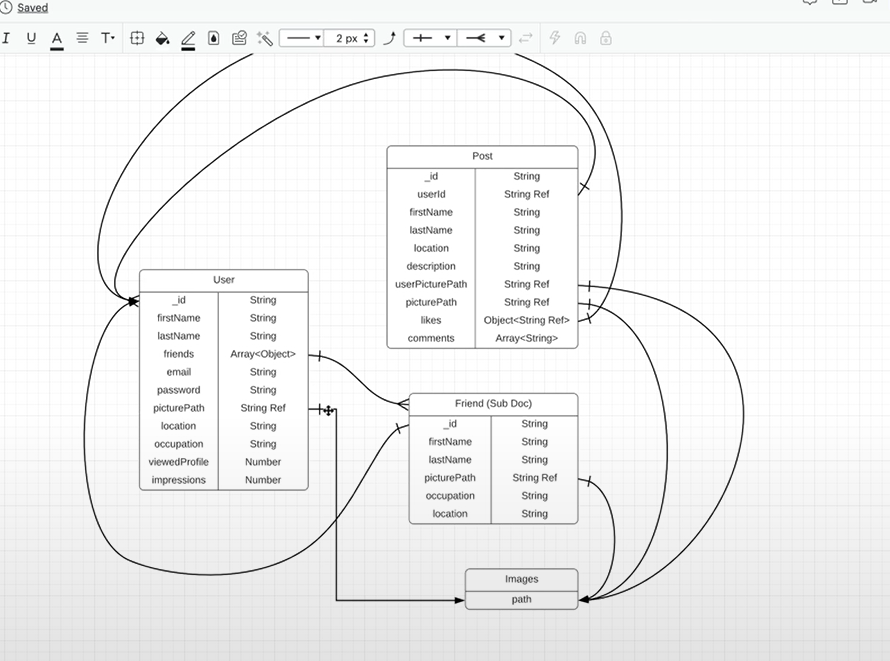 Saved
I U A T
2 px
Post
_id String
userId String Ref
firstName String
lastName String
location String
description String
userPicturePath String Ref
picturePath String Ref
likes Object<String Ref>
comments Array<String>
User
_id String
firstName String
lastName String
friends Array<Object>
email String
password String
picturePath String Ref
location String
occupation String
viewedProfile Number
impressions Number
Friend (Sub Doc)
_id String
firstName String
lastName String
picturePath String Ref
occupation String
location String
Images
path